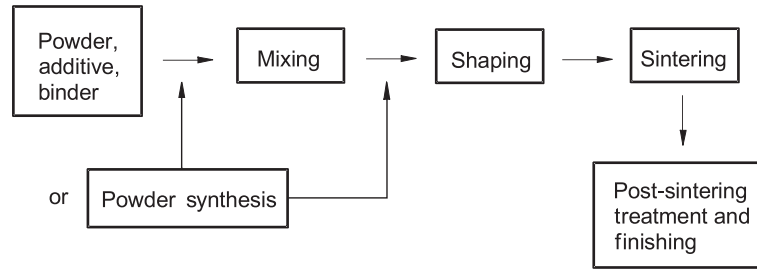 Powder,
additive,
binder
Mixing
Shaping
Sintering
or
Powder synthesis
Post-sintering
treatment and
finishing